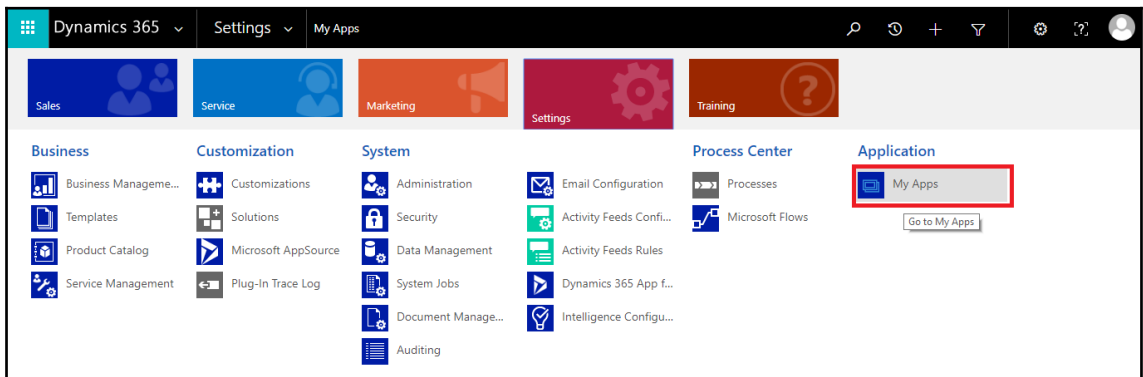 Dynamics 365
Settings
My Apps
Sales
Service
Marketing
Settings
Training
Business
Business Manageme...
Templates
Product Catalog
Service Management
Customization
Customizations
Solutions
Microsoft AppSource
Plug-In Trace Log
System
Administration
Security
Data Management
System Jobs
Document Manage...
Auditing
Email Configuration
Activity Feeds Confi...
Activity Feeds Rules
Dynamics 365 App f...
Intelligence Configu...
Process Center
Processes
Microsoft Flows
Application
My Apps
Go to My Apps